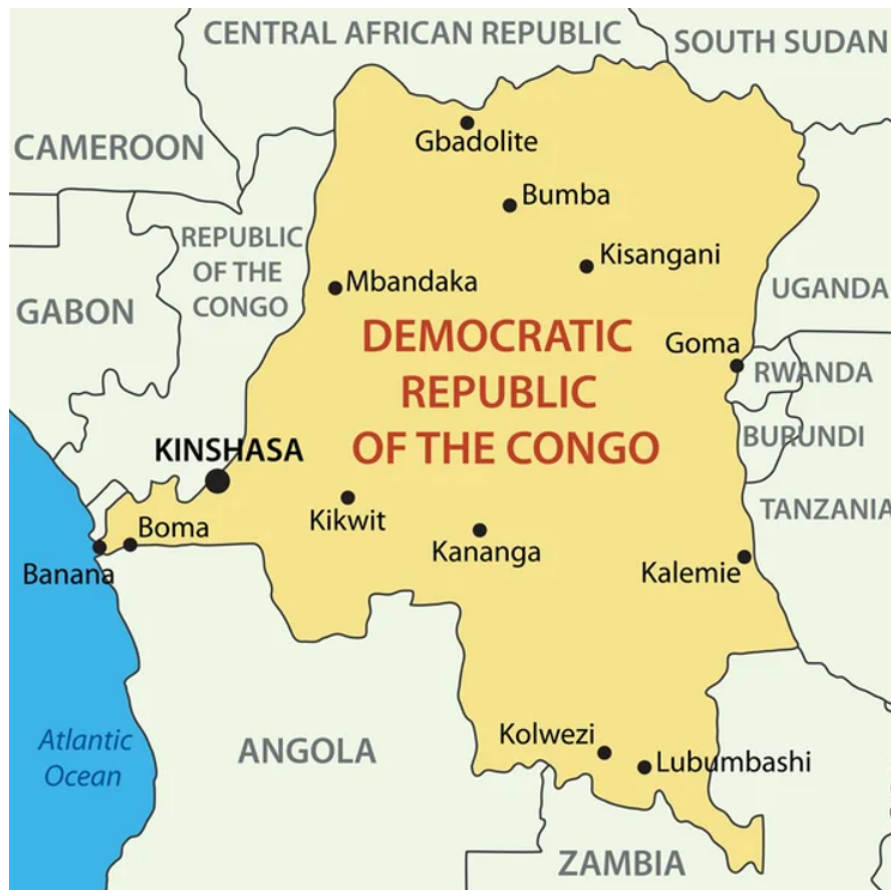 CENTRAL AFRICAN REPUBLIC
SOUTH SUDAN
CAMEROON
Gbadolite
Bumba
REPUBLIC
OF THE
CONGO
Kisangani
Mbandaka
GABON
UGANDA
DEMOCRATIC
REPUBLIC
OF THE CONGO
Goma
RWANDA
BURUNDI
KINSHASA
TANZANIA
Kikwit
Boma
Kananga
Banana
Kalemie
Atlantic
Ocean
ANGOLA
Kolwezi
Lubumbashi
ZAMBIA